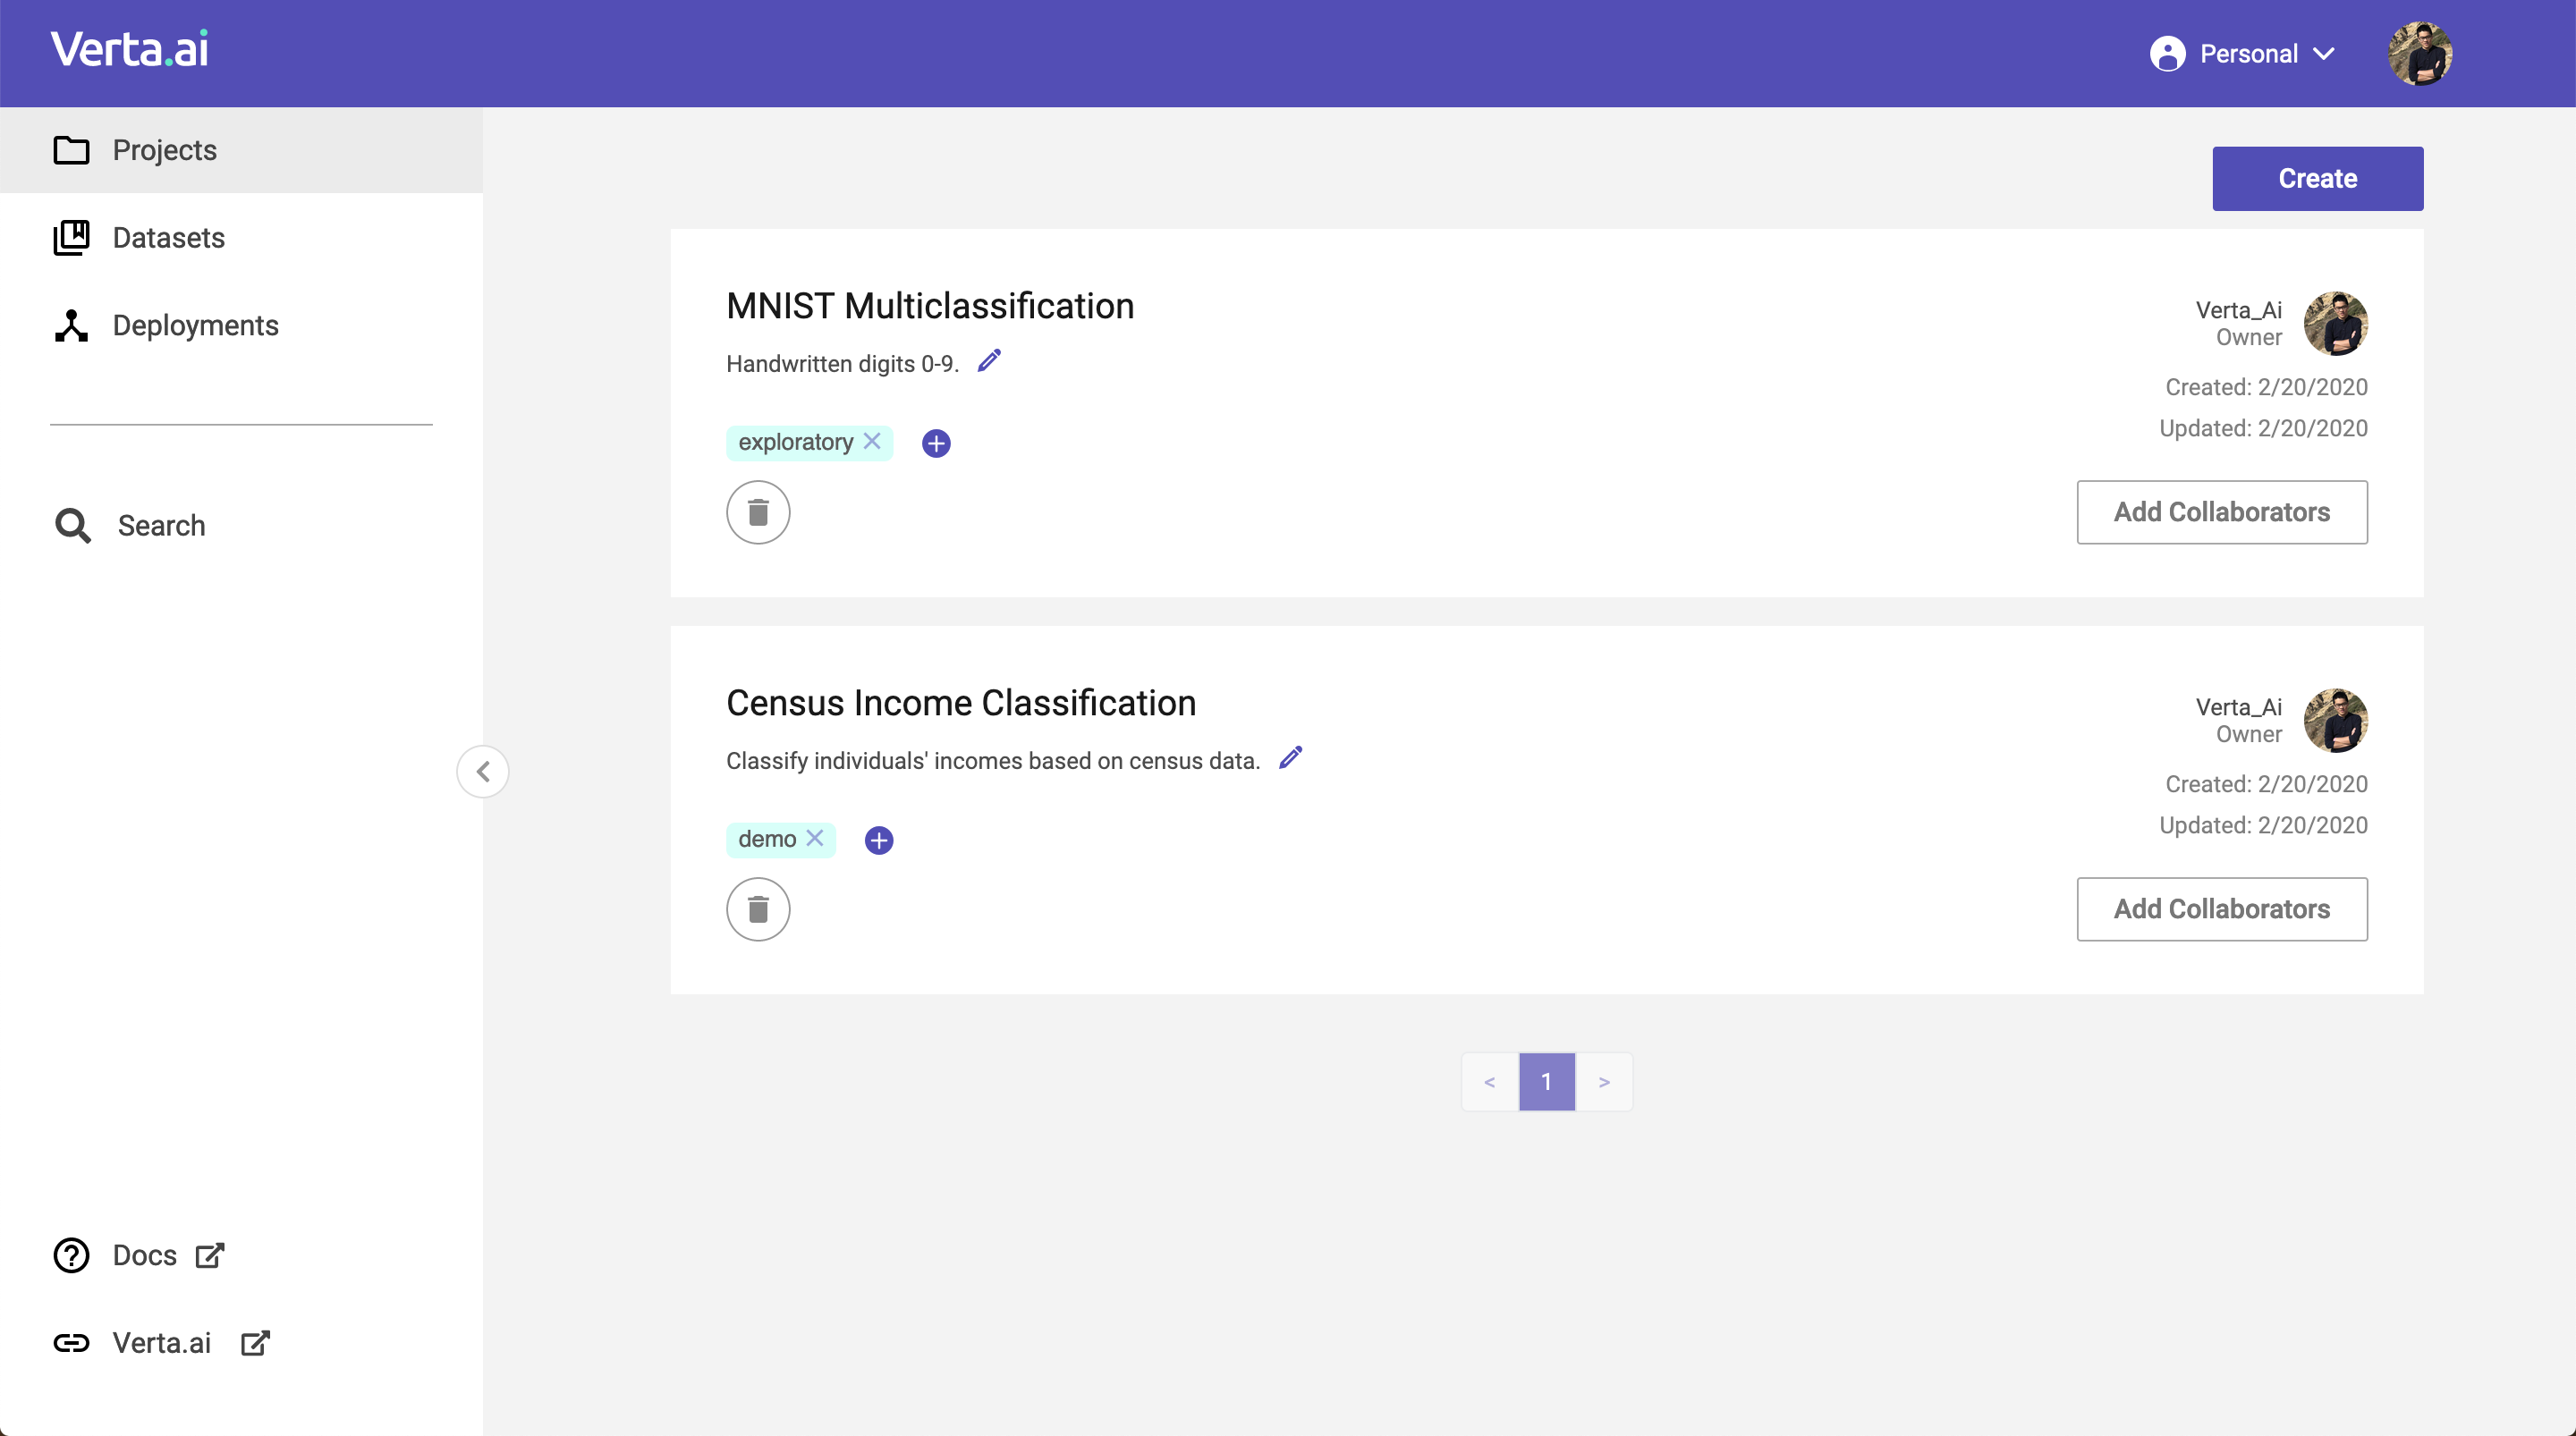 Verta.ai
Personal
Projects
Datasets
Deployments
Search
Docs
Verta.ai
Create
MNIST Multiclassification
Handwritten digits 0-9.
exploratory
Verta_Ai
Owner
Created: 2/20/2020
Updated: 2/20/2020
Add Collaborators
Census Income Classification
Classify individuals' incomes based on census data.
demo
Verta_Ai
Owner
Created: 2/20/2020
Updated: 2/20/2020
Add Collaborators
< 1 >